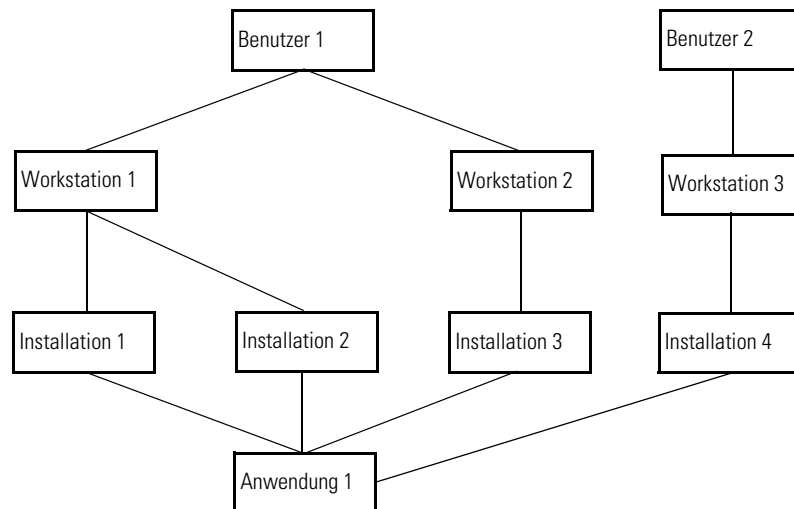 Benutzer 1
Benutzer 2
Workstation 1
Workstation 2
Workstation 3
Installation 1
Installation 2
Installation 3
Installation 4
Anwendung 1